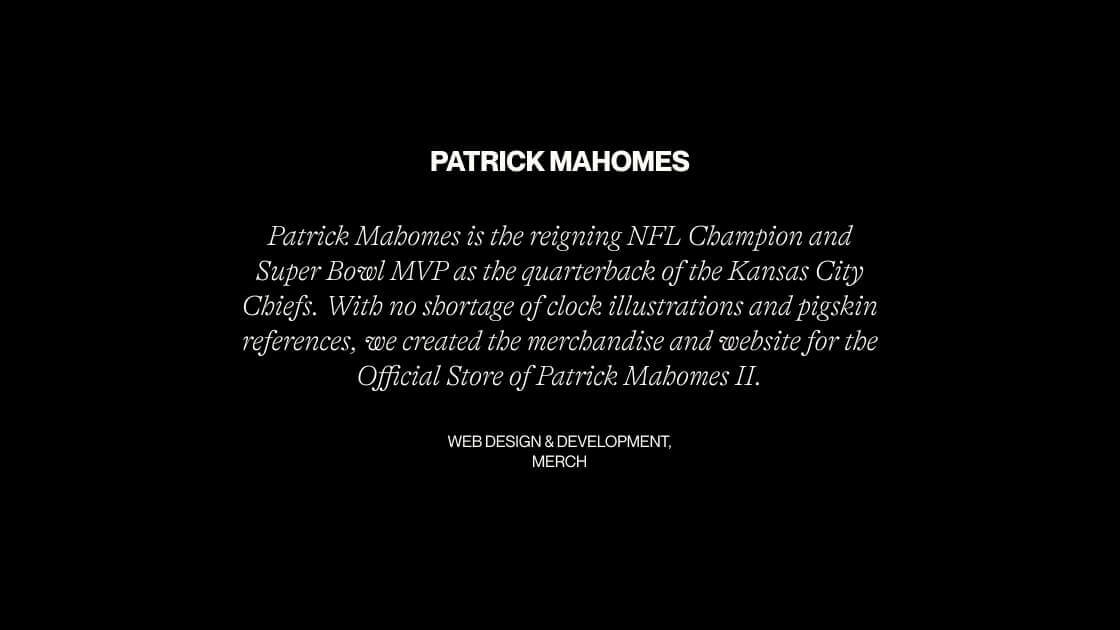 PATRICK MAHOMES
Patrick Mahomes is the reigning NFL Champion and
Super Bowl MVP as the quarterback of the Kansas City
Chiefs. With no shortage of clock illustrations and pigskin
references, we created the merchandise and website for the
Official Store of Patrick Mahomes II.
WEB DESIGN & DEVELOPMENT,
MERCH